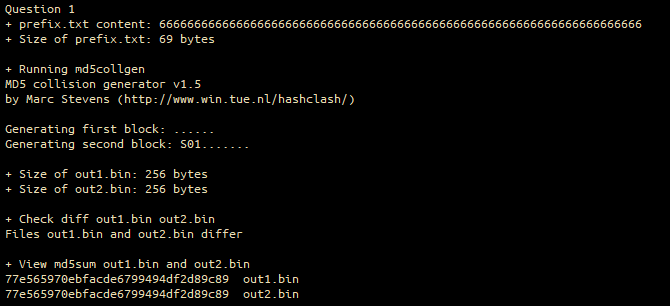 Question 1
+ prefix.txt content: 666666666666666666666666666666666666666666666666666666666666666666666
+ Size of prefix.txt: 69 bytes
+ Running md5collgen
MD5 collision generator v1.5
by Marc Stevens (http://www.win.tue.nl/hashclash/)
Generating first block: ......
Generating second block: S01.......
+ Size of out1.bin: 256 bytes
+ Size of out2.bin: 256 bytes
+ Check diff out1.bin out2.bin
Files out1.bin and out2.bin differ
+ View md5sum out1.bin and out2.bin
77e565970ebfacde6799494df2d89c89  out1.bin
77e565970ebfacde6799494df2d89c89  out2.bin